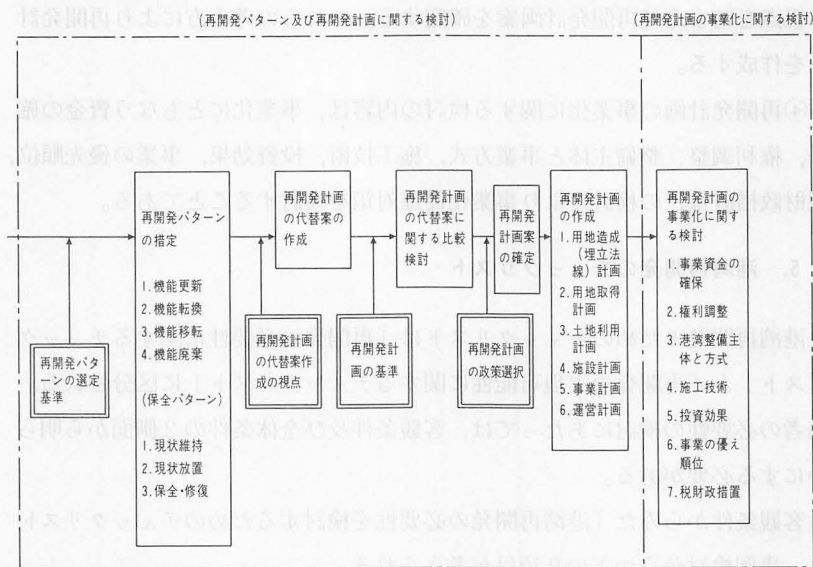 (再開発パターン及び再開発計画に関する検討)
(再開発計画の事業化に関する検討)
再開発パターン
の措定
1.機能更新
2.機能転換
3.機能移転
4.機能廃棄
(保全パターン)
1.現状維持
2.現状放置
3.保全・修復
再開発パタ
ーンの選定
基準
再開発計画
の代替案の
作成
再開発計画
の代替案作
成の視点
再開発計画
の代替案に
関する比較
検討
再開発計
画の基準
再開
発計
画案
の確
定
再開発計画
の政策選択
再開発計画
の作成
1.用地造成
(埋立法
線)計画
2.用地取得
計画
3.土地利用
計画
4.施設計画
5.事業計画
6.運営計画
再開発計画の
事業化に関す
る検討
1.事業資金の
確保
2.権利調整
3.港湾整備主
体と方式
4.施工技術
5.投資効果
6.事業の優え
順位
7.税財政措置